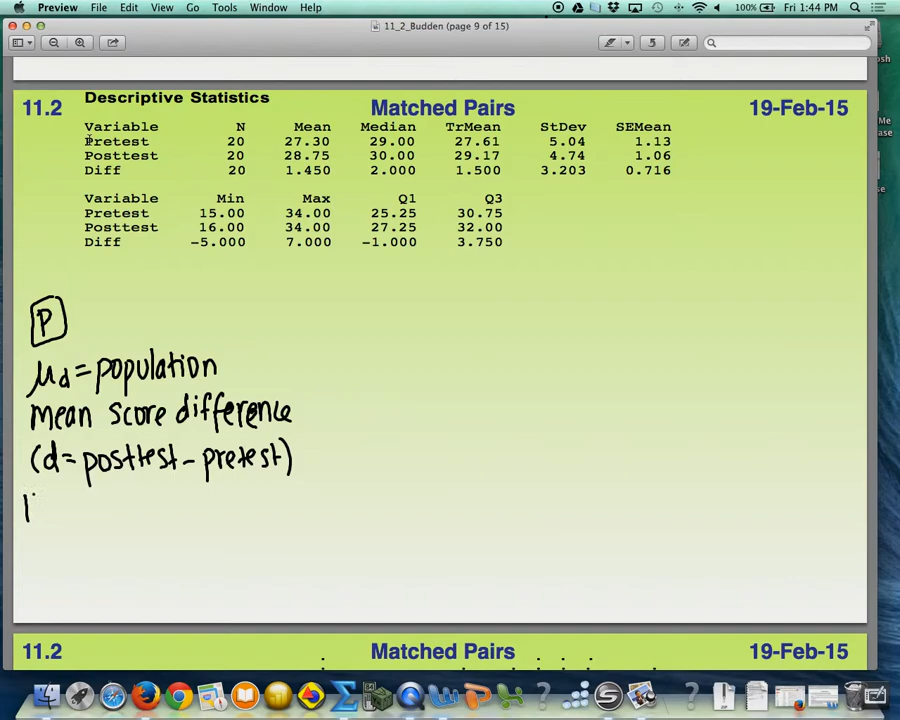 Preview File Edit View Go Tools Window Help 100% Fri 1:44 PM
11_2_Budden (page 9 of 15)
11.2 Matched Pairs 19-Feb-15
Descriptive Statistics
Variable N Mean Median TrMean StDev SEMean
Pretest 20 27.30 29.00 27.61 5.04 1.13
Posttest 20 28.75 30.00 29.17 4.74 1.06
Diff 20 1.450 2.000 1.500 3.203 0.716
Variable Min Max Q1 Q3
Pretest 15.00 34.00 25.25 30.75
Posttest 16.00 34.00 27.25 32.00
Diff -5.000 7.000 -1.000 3.750
P
μd = population
mean score difference
(d = posttest - pretest)
11.2 Matched Pairs 19-Feb-15